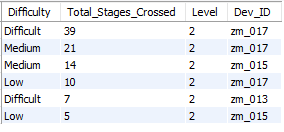 Difficulty Total_Stages_Crossed Level Dev_ID
Difficult 39 2 zm_017
Medium 21 2 zm_017
Medium 14 2 zm_015
Low 10 2 zm_017
Difficult 7 2 zm_013
Low 5 2 zm_015